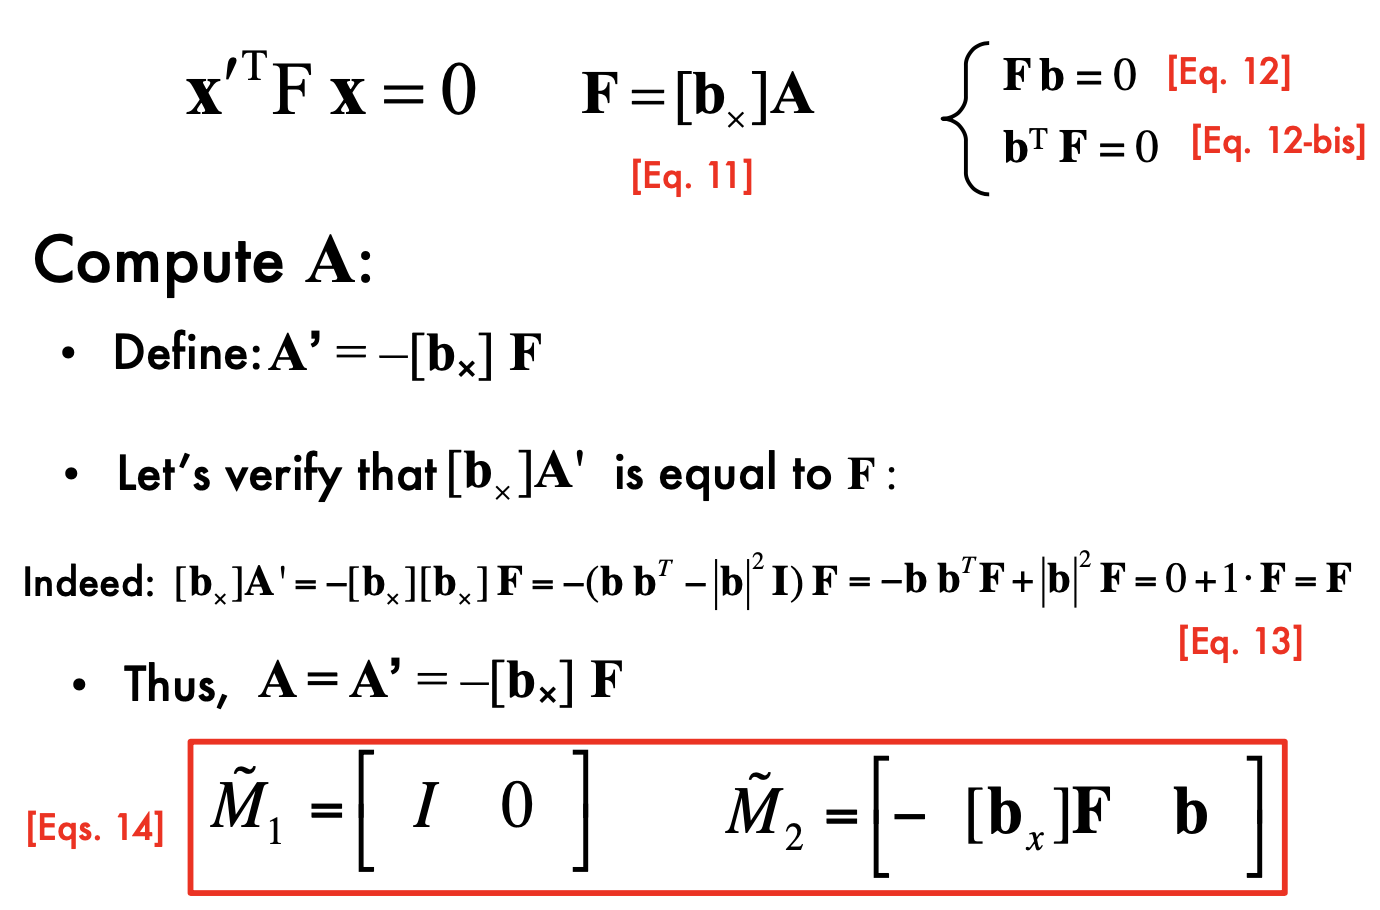 x′ᵀF x = 0   F = [b×]A   F b = 0 [Eq. 12]
[Eq. 11]   bᵀ F = 0 [Eq. 12-bis]
Compute A:
• Define: A’ = –[b×] F
• Let’s verify that [b×]A' is equal to F :
Indeed: [b×]A' = –[b×][b×] F = –(b bᵀ – |b|² I) F = –b bᵀF + |b|² F = 0 + 1· F = F
[Eq. 13]
• Thus, A = A’ = –[b×] F
[Eqs. 14] M̃₁ = [ I 0 ]   M̃₂ = [ – [bₓ]F b ]